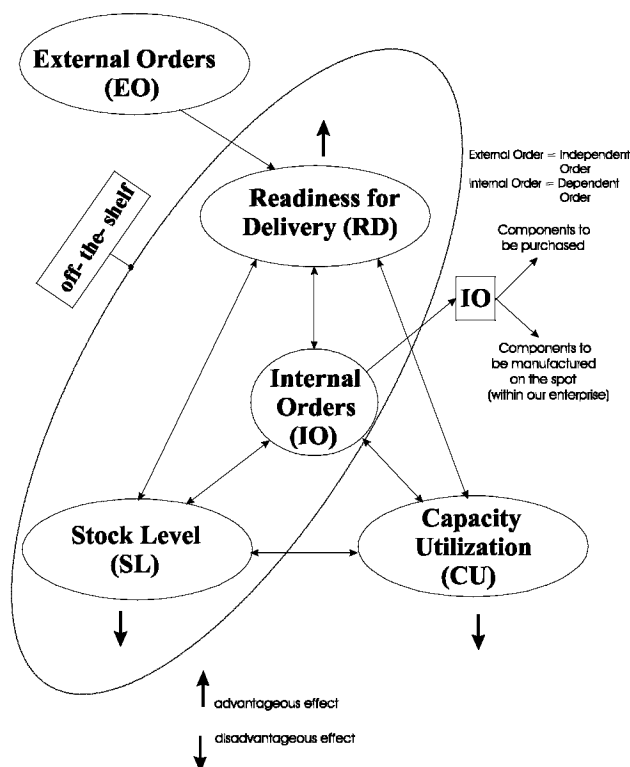 External Orders
(EO)
External Order = Independent
Order
Internal Order = Dependent
Order
Readiness for
Delivery (RD)
off- the- shelf
Components to
be purchased
IO
Components to
be manufactured
on the spot
(within our enterprise)
Internal
Orders
(IO)
Stock Level
(SL)
Capacity
Utilization
(CU)
advantageous effect
disadvantageous effect